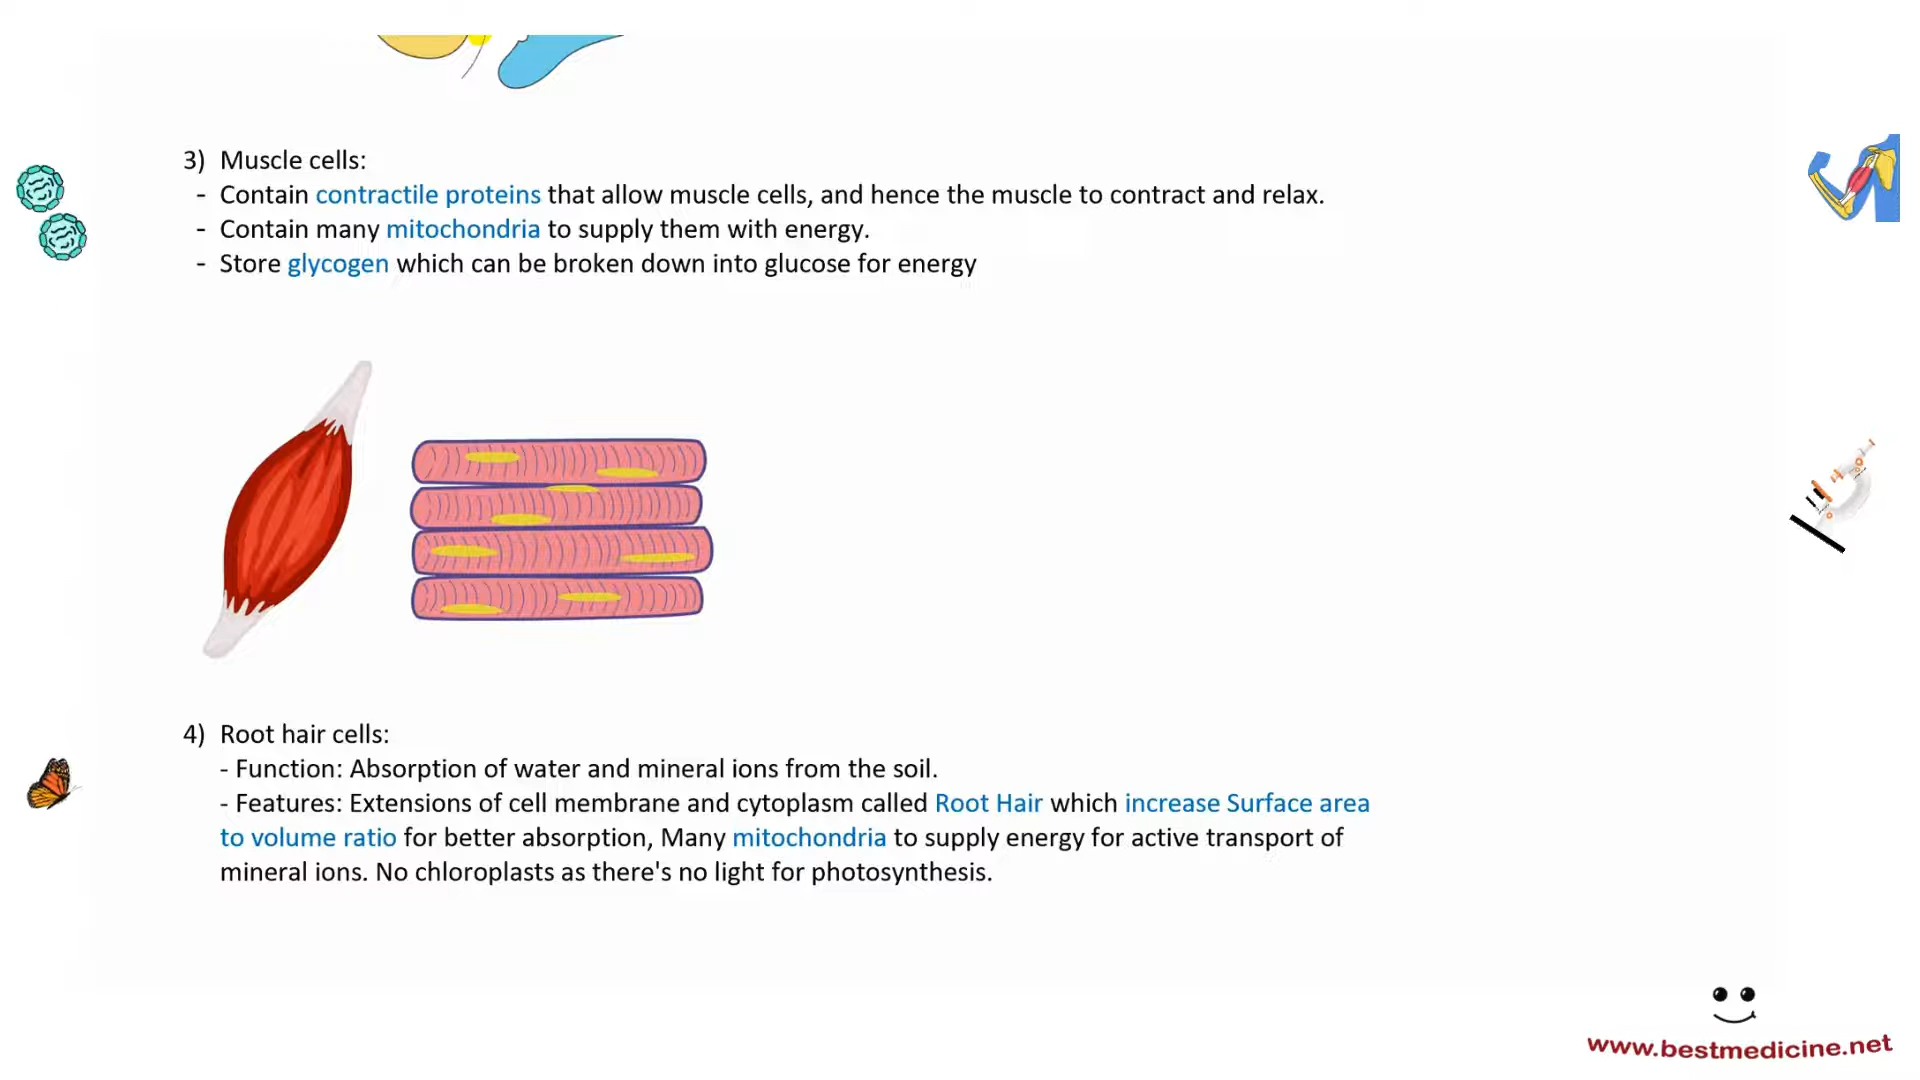 3) Muscle cells:
- Contain contractile proteins that allow muscle cells, and hence the muscle to contract and relax.
- Contain many mitochondria to supply them with energy.
- Store glycogen which can be broken down into glucose for energy
4) Root hair cells:
- Function: Absorption of water and mineral ions from the soil.
- Features: Extensions of cell membrane and cytoplasm called Root Hair which increase Surface area
to volume ratio for better absorption, Many mitochondria to supply energy for active transport of
mineral ions. No chloroplasts as there's no light for photosynthesis.
www.bestmedicine.net